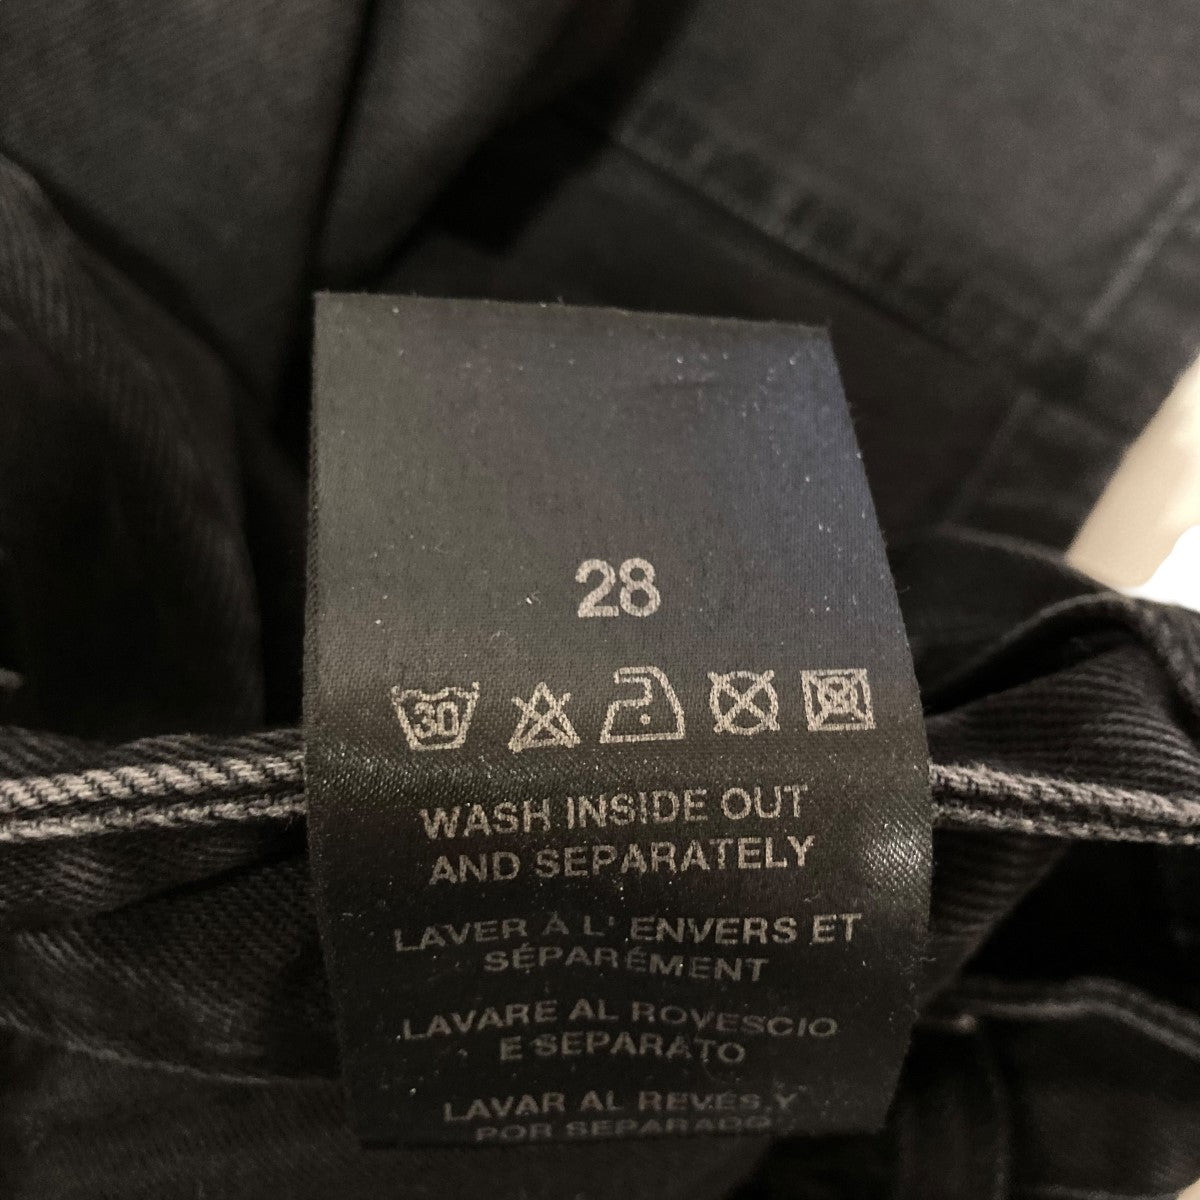 28
30
WASH INSIDE OUT
AND SEPARATELY
LAVER À L' ENVERS ET
SÉPARÉMENT
LAVARE AL ROVESCIO
E SEPARATO
LAVAR AL REVÉS Y
POR SEPARADO